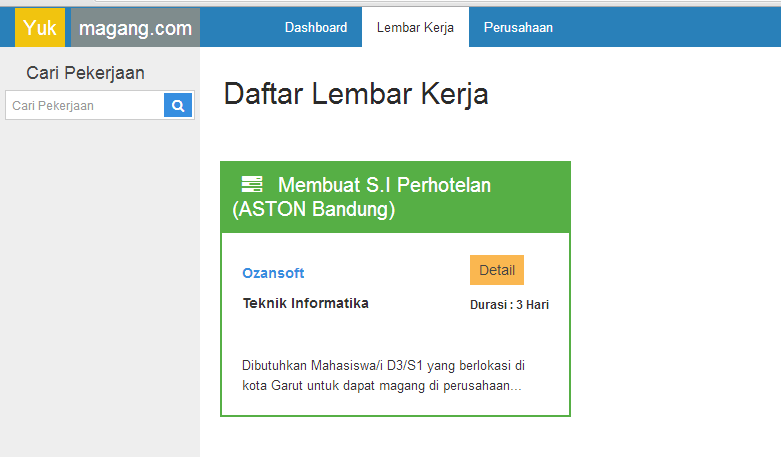 Yuk magang.com Dashboard Lembar Kerja Perusahaan
Cari Pekerjaan
Cari Pekerjaan
Daftar Lembar Kerja
Membuat S.I Perhotelan
(ASTON Bandung)
Ozansoft
Detail
Teknik Informatika
Durasi : 3 Hari
Dibutuhkan Mahasiswa/i D3/S1 yang berlokasi di
kota Garut untuk dapat magang di perusahaan...